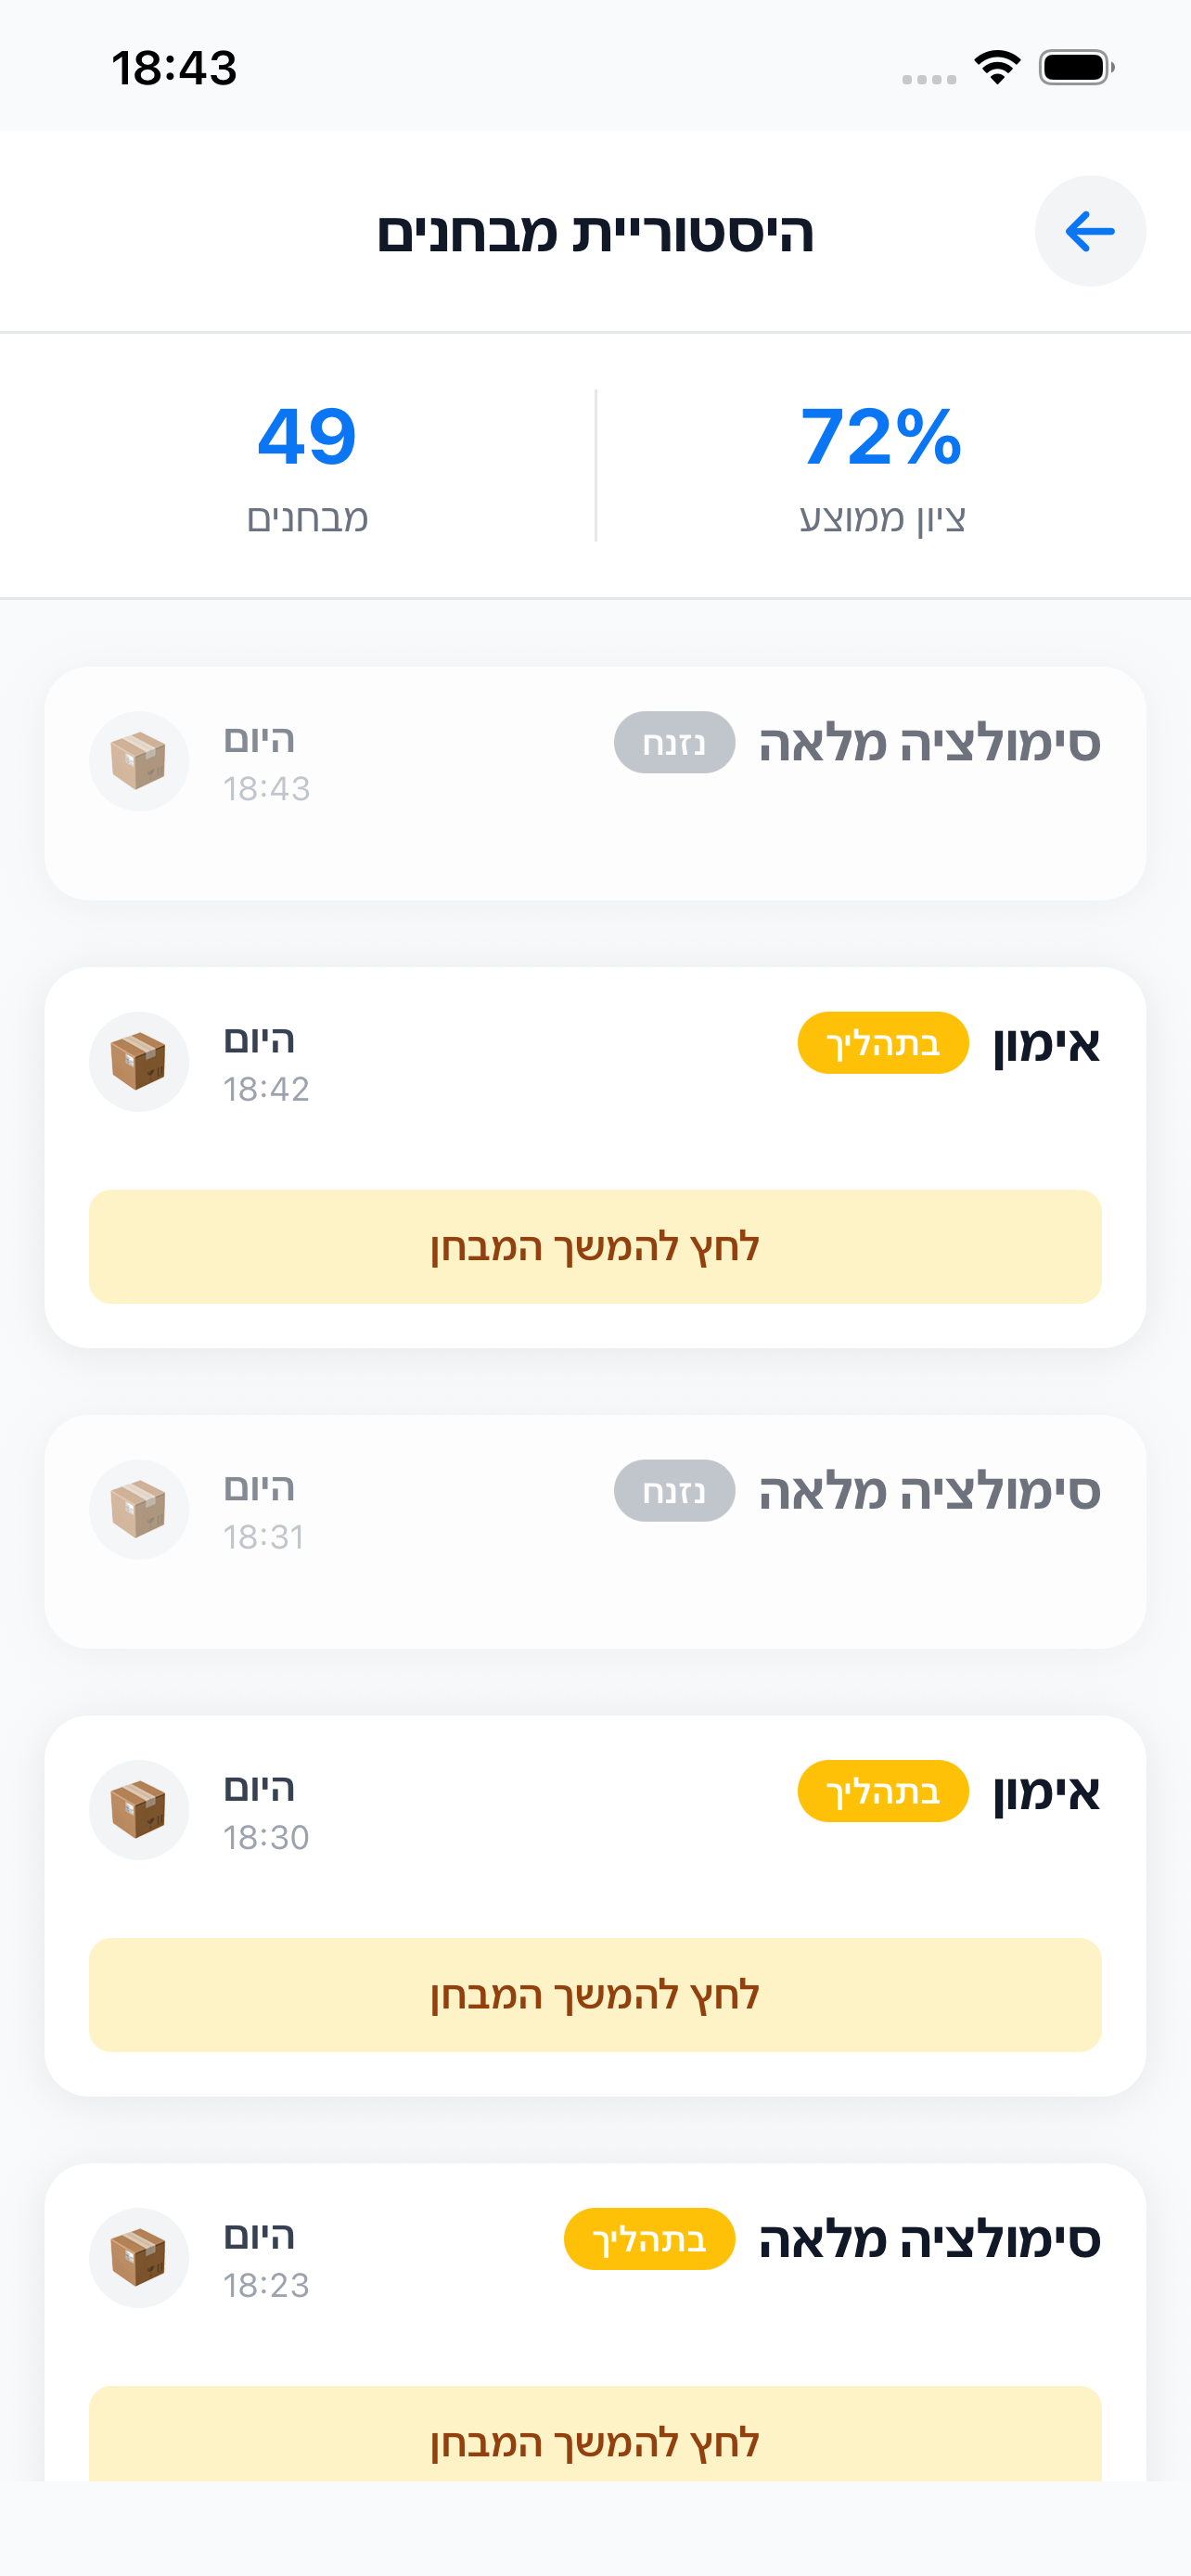 18:43
היסטוריית מבחנים
72%
ציון ממוצע
49
מבחנים
סימולציה מלאה
נזנח
היום
18:43
אימון
בתהליך
היום
18:42
לחץ להמשך המבחן
סימולציה מלאה
נזנח
היום
18:31
אימון
בתהליך
היום
18:30
לחץ להמשך המבחן
סימולציה מלאה
בתהליך
היום
18:23
לחץ להמשך המבחן